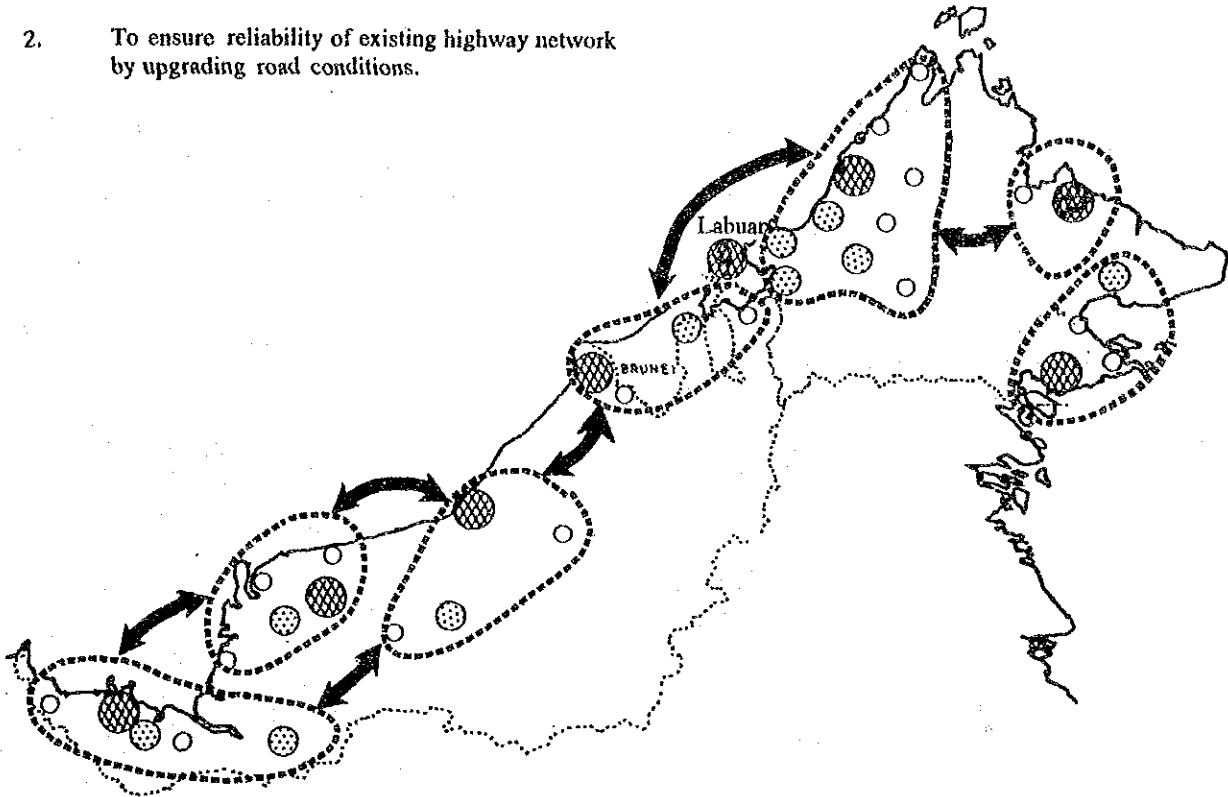 2. To ensure reliability of existing highway network
by upgrading road conditions.
Labuan
BRUNEI